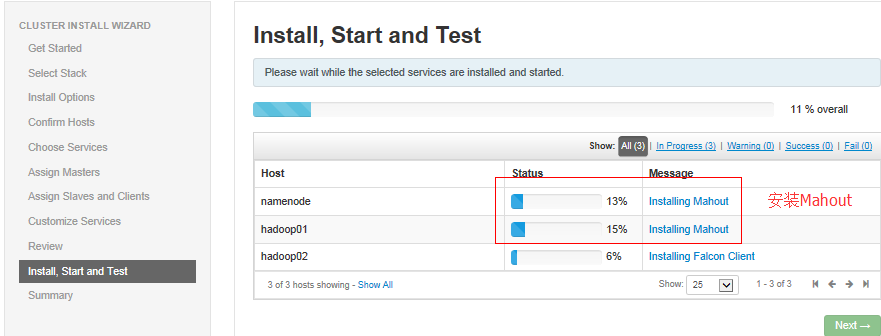 CLUSTER INSTALL WIZARD
Get Started
Select Stack
Install Options
Confirm Hosts
Choose Services
Assign Masters
Assign Slaves and Clients
Customize Services
Review
Install, Start and Test
Summary
Install, Start and Test
Please wait while the selected services are installed and started.
11 % overall
Show: All (3) | In Progress (3) | Warning (0) | Success (0) | Fail (0)
Host Status Message
namenode 13% Installing Mahout 安装Mahout
hadoop01 15% Installing Mahout
hadoop02 6% Installing Falcon Client
3 of 3 hosts showing - Show All Show: 25 1 - 3 of 3
Next →